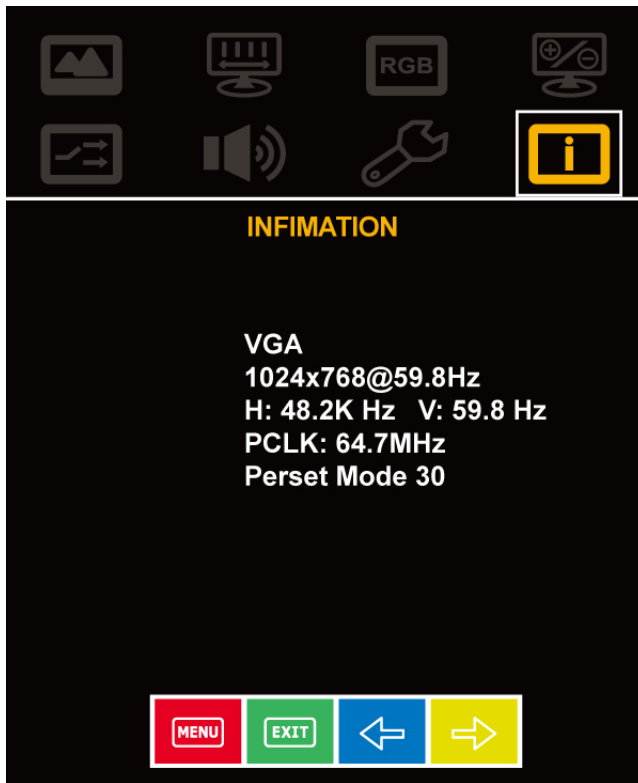 RGB
INFIMATION
VGA
1024x768@59.8Hz
H: 48.2K Hz V: 59.8 Hz
PCLK: 64.7MHz
Perset Mode 30
MENU EXIT